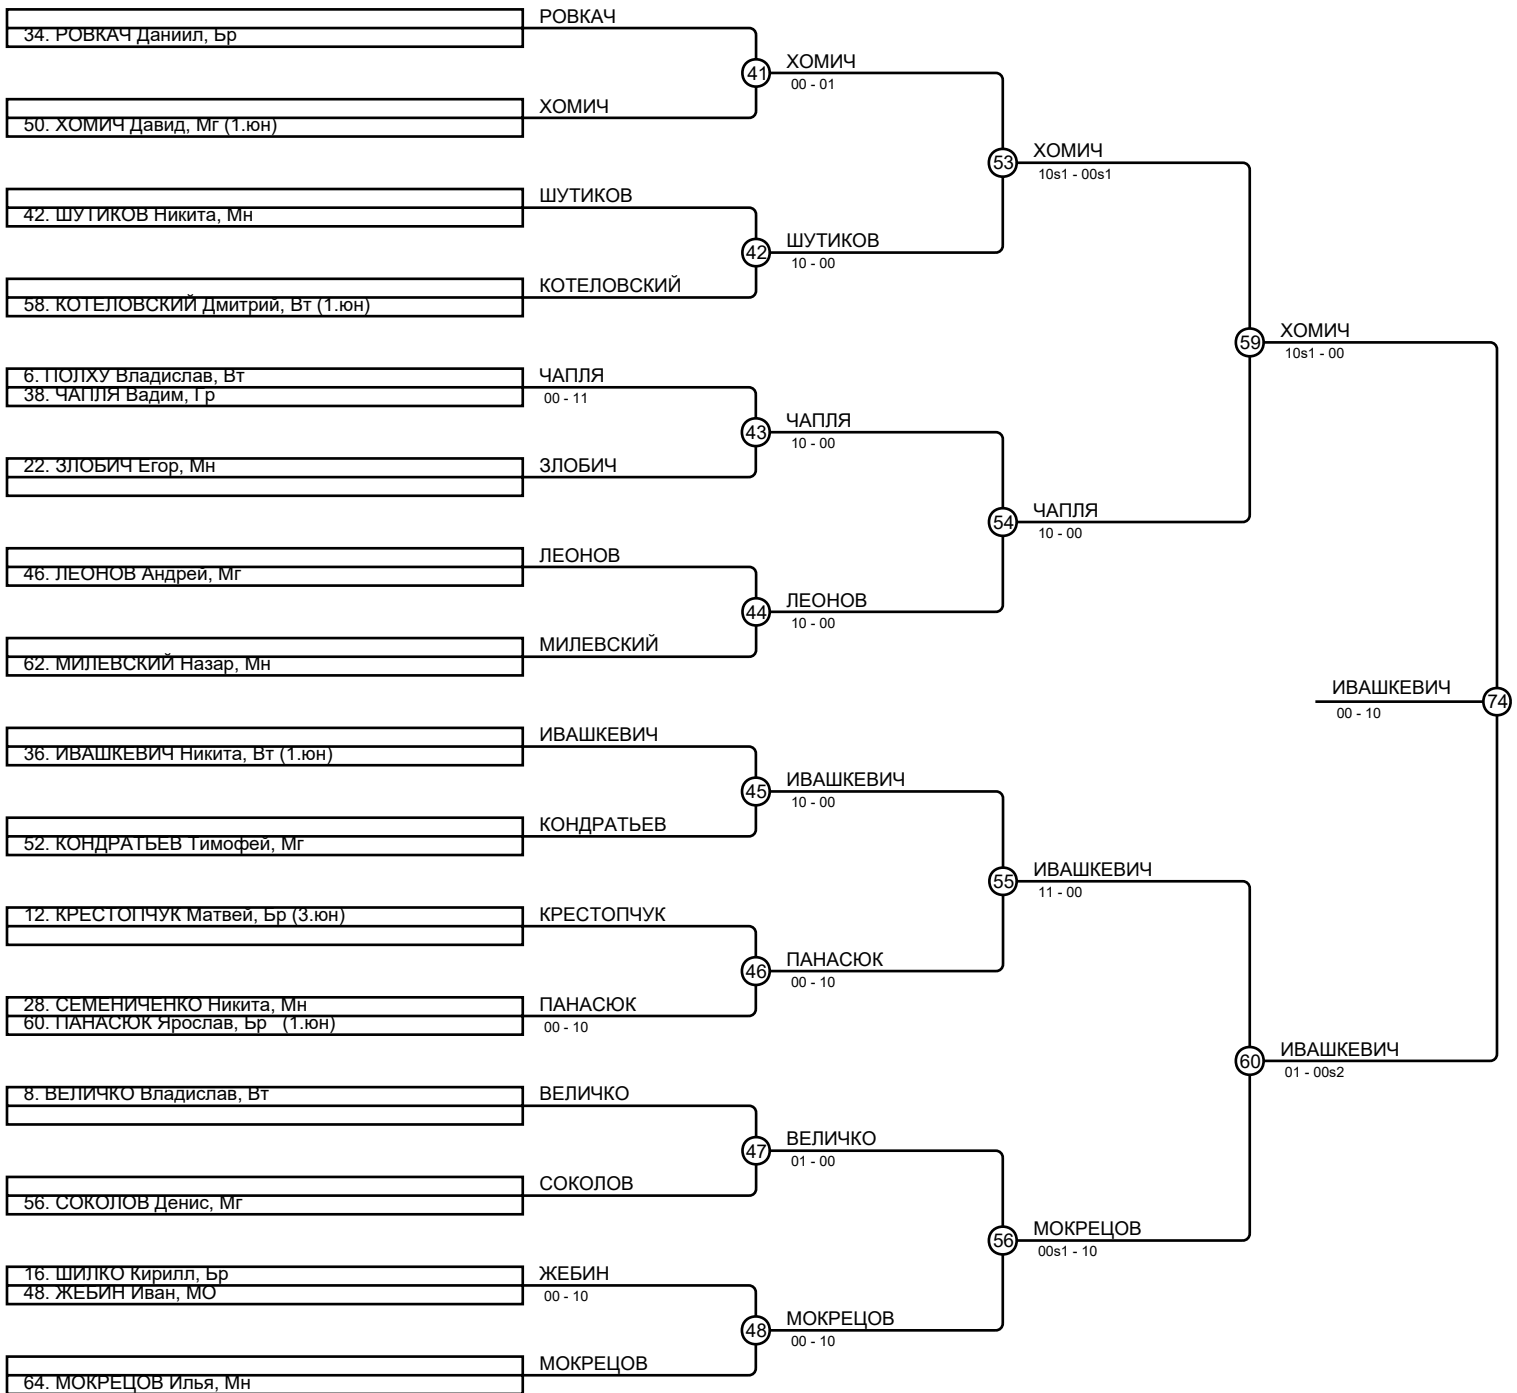 РОВКАЧ
34. РОВКАЧ Даниил, Бр
41
ХОМИЧ
00 - 01
ХОМИЧ
50. ХОМИЧ Давид, Мг (1.юн)
53
ХОМИЧ
10s1 - 00s1
ШУТИКОВ
42. ШУТИКОВ Никита, Мн
42
ШУТИКОВ
10 - 00
КОТЕЛОВСКИЙ
58. КОТЕЛОВСКИЙ Дмитрий, Вт (1.юн)
59
ХОМИЧ
10s1 - 00
6. ПОЛХУ Владислав, Вт
38. ЧАПЛЯ Вадим, Гр
ЧАПЛЯ
00 - 11
43
ЧАПЛЯ
10 - 00
22. ЗЛОБИЧ Егор, Мн
ЗЛОБИЧ
54
ЧАПЛЯ
10 - 00
ЛЕОНОВ
46. ЛЕОНОВ Андрей, Мг
44
ЛЕОНОВ
10 - 00
МИЛЕВСКИЙ
62. МИЛЕВСКИЙ Назар, Мн
ИВАШКЕВИЧ
00 - 10
74
ИВАШКЕВИЧ
36. ИВАШКЕВИЧ Никита, Вт (1.юн)
45
ИВАШКЕВИЧ
10 - 00
КОНДРАТЬЕВ
52. КОНДРАТЬЕВ Тимофей, Мг
55
ИВАШКЕВИЧ
11 - 00
12. КРЕСТОПЧУК Матвей, Бр (3.юн)
КРЕСТОПЧУК
46
ПАНАСЮК
00 - 10
28. СЕМЕНИЧЕНКО Никита, Мн
60. ПАНАСЮК Ярослав, Бр (1.юн)
ПАНАСЮК
00 - 10
60
ИВАШКЕВИЧ
01 - 00s2
8. ВЕЛИЧКО Владислав, Вт
ВЕЛИЧКО
47
ВЕЛИЧКО
01 - 00
СОКОЛОВ
56. СОКОЛОВ Денис, Мг
56
МОКРЕЦОВ
00s1 - 10
16. ШИЛКО Кирилл, Бр
48. ЖЕБИН Иван, МО
ЖЕБИН
00 - 10
48
МОКРЕЦОВ
00 - 10
МОКРЕЦОВ
64. МОКРЕЦОВ Илья, Мн